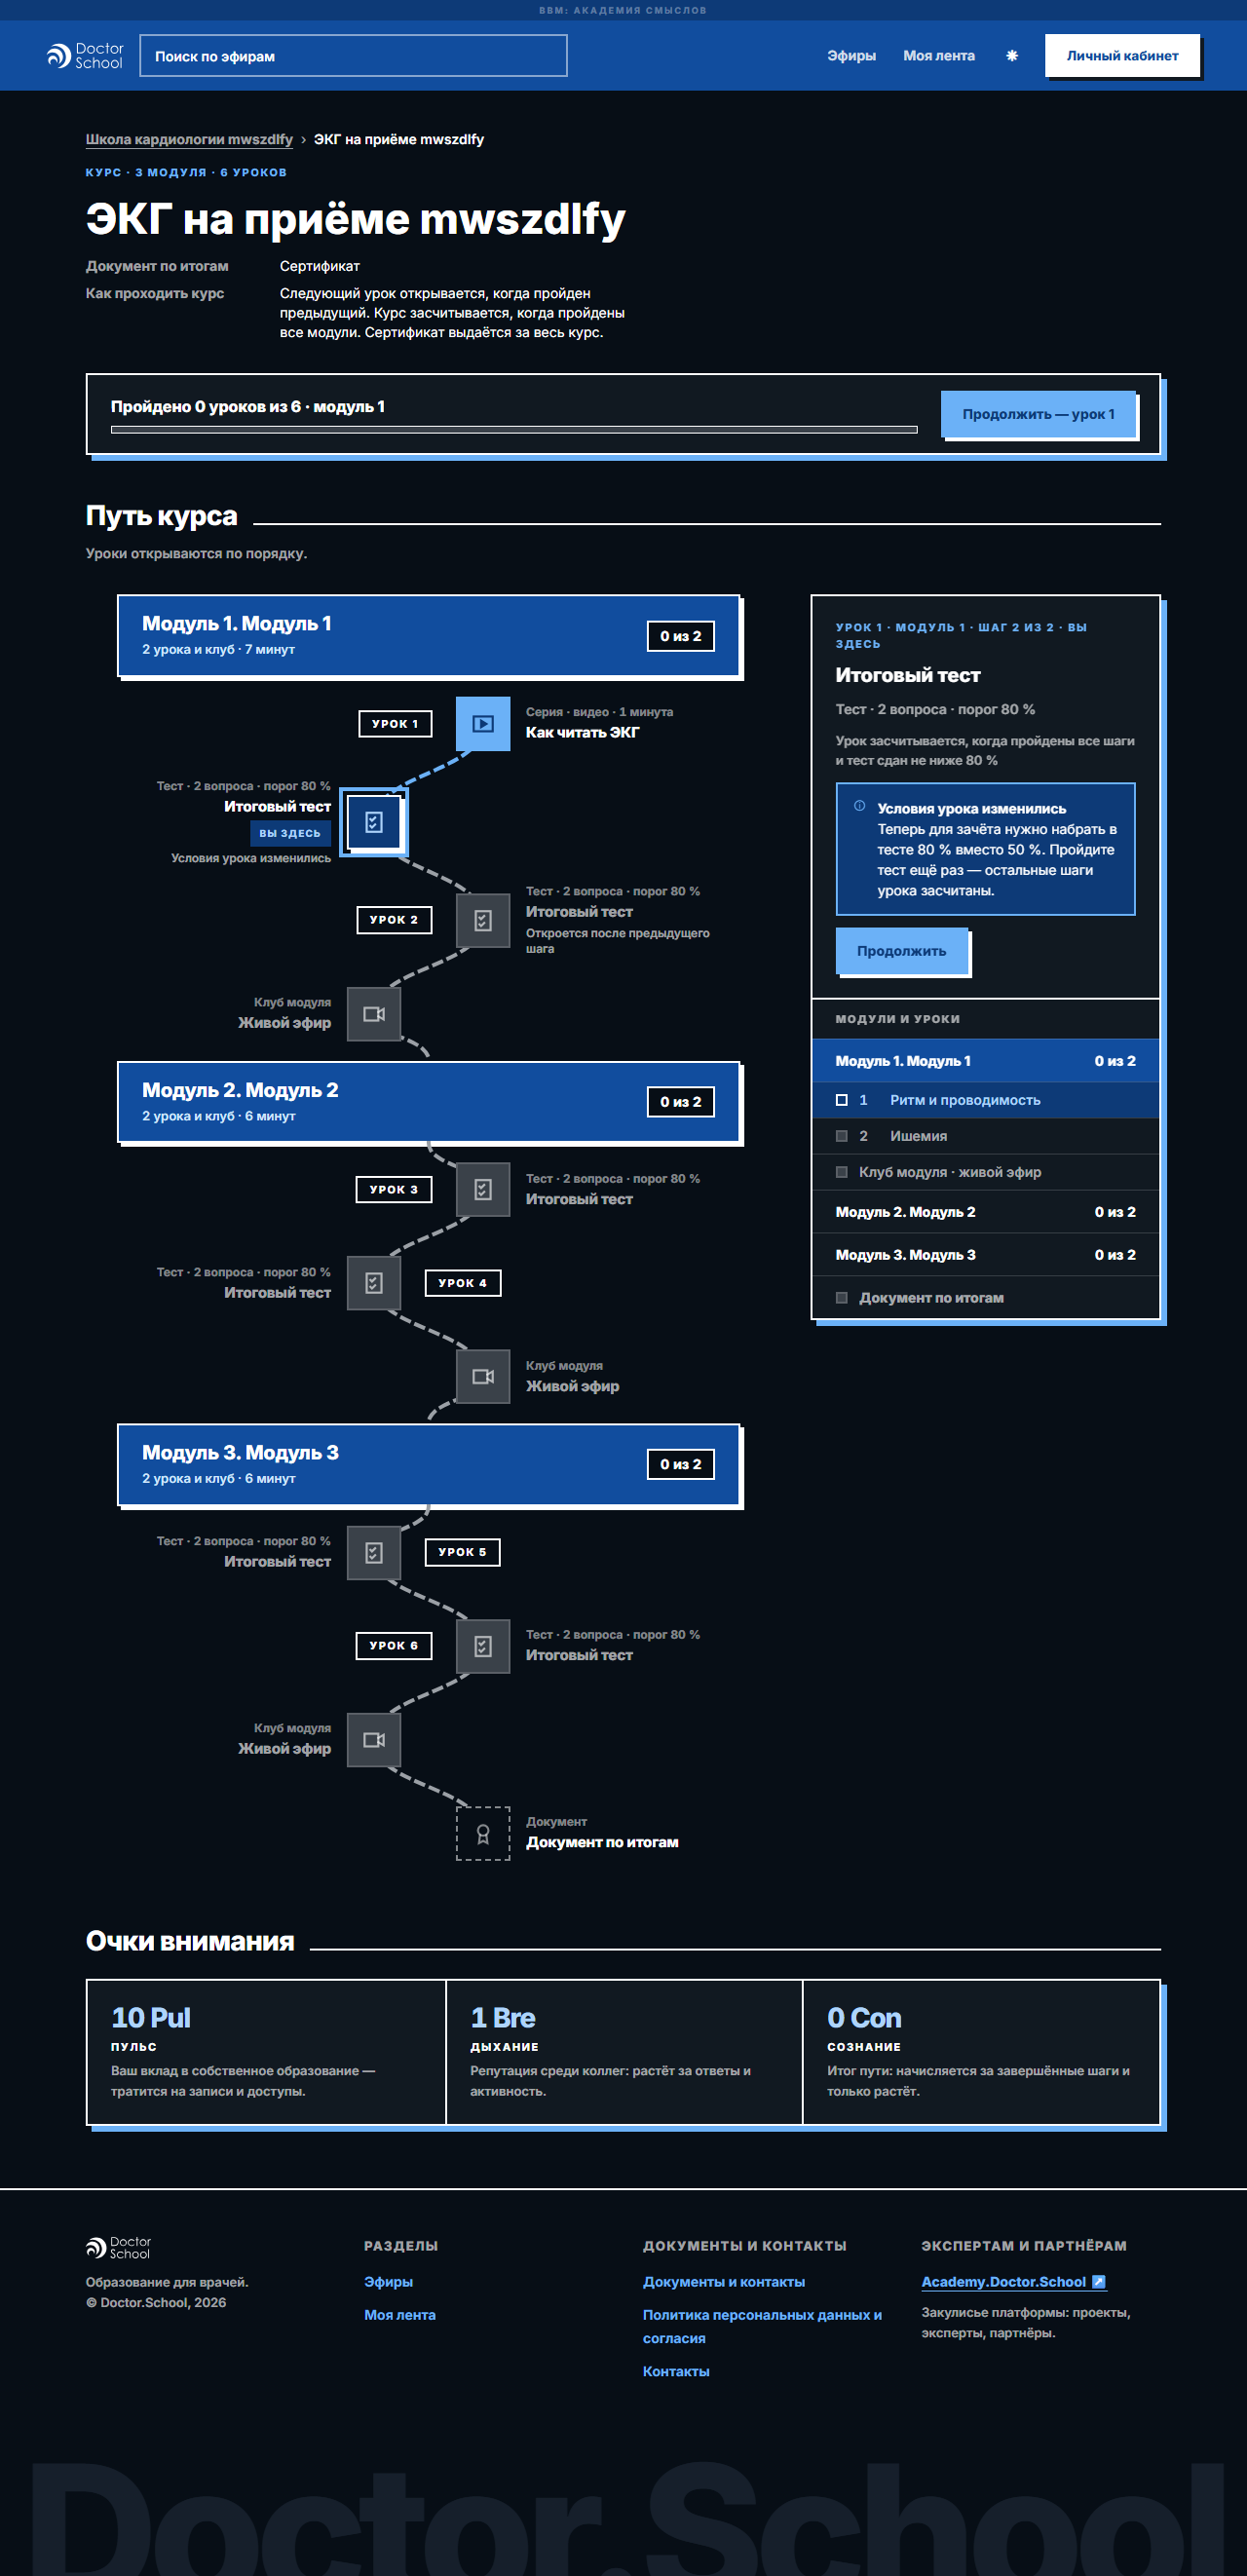 ВВМ: АКАДЕМИЯ СМЫСЛОВ
Doctor School
Поиск по эфирам
Эфиры
Моя лента
Личный кабинет
Школа кардиологии mwszdlfy › ЭКГ на приёме mwszdlfy
КУРС · 3 МОДУЛЯ · 6 УРОКОВ
ЭКГ на приёме mwszdlfy
Документ по итогам
Сертификат
Как проходить курс
Следующий урок открывается, когда пройден
предыдущий. Курс засчитывается, когда пройдены
все модули. Сертификат выдаётся за весь курс.
Пройдено 0 уроков из 6 · модуль 1
Продолжить — урок 1
Путь курса
Уроки открываются по порядку.
Модуль 1. Модуль 1
2 урока и клуб · 7 минут
0 из 2
УРОК 1
Серия · видео · 1 минута
Как читать ЭКГ
Тест · 2 вопроса · порог 80 %
Итоговый тест
ВЫ ЗДЕСЬ
Условия урока изменились
УРОК 2
Тест · 2 вопроса · порог 80 %
Итоговый тест
Откроется после предыдущего
шага
Клуб модуля
Живой эфир
Модуль 2. Модуль 2
2 урока и клуб · 6 минут
0 из 2
УРОК 3
Тест · 2 вопроса · порог 80 %
Итоговый тест
Тест · 2 вопроса · порог 80 %
Итоговый тест
УРОК 4
Клуб модуля
Живой эфир
Модуль 3. Модуль 3
2 урока и клуб · 6 минут
0 из 2
Тест · 2 вопроса · порог 80 %
Итоговый тест
УРОК 5
УРОК 6
Тест · 2 вопроса · порог 80 %
Итоговый тест
Клуб модуля
Живой эфир
Документ
Документ по итогам
УРОК 1 · МОДУЛЬ 1 · ШАГ 2 ИЗ 2 · ВЫ
ЗДЕСЬ
Итоговый тест
Тест · 2 вопроса · порог 80 %
Урок засчитывается, когда пройдены все шаги
и тест сдан не ниже 80 %
Условия урока изменились
Теперь для зачёта нужно набрать в
тесте 80 % вместо 50 %. Пройдите
тест ещё раз — остальные шаги
урока засчитаны.
Продолжить
МОДУЛИ И УРОКИ
Модуль 1. Модуль 1 0 из 2
1 Ритм и проводимость
2 Ишемия
Клуб модуля · живой эфир
Модуль 2. Модуль 2 0 из 2
Модуль 3. Модуль 3 0 из 2
Документ по итогам
Очки внимания
10 Pul
ПУЛЬС
Ваш вклад в собственное образование —
тратится на записи и доступы.
1 Bre
ДЫХАНИЕ
Репутация среди коллег: растёт за ответы и
активность.
0 Con
СОЗНАНИЕ
Итог пути: начисляется за завершённые шаги и
только растёт.
Doctor School
Образование для врачей.
© Doctor.School, 2026
РАЗДЕЛЫ
Эфиры
Моя лента
ДОКУМЕНТЫ И КОНТАКТЫ
Документы и контакты
Политика персональных данных и
согласия
Контакты
ЭКСПЕРТАМ И ПАРТНЁРАМ
Academy.Doctor.School
Закулисье платформы: проекты,
эксперты, партнёры.
Doctor.School